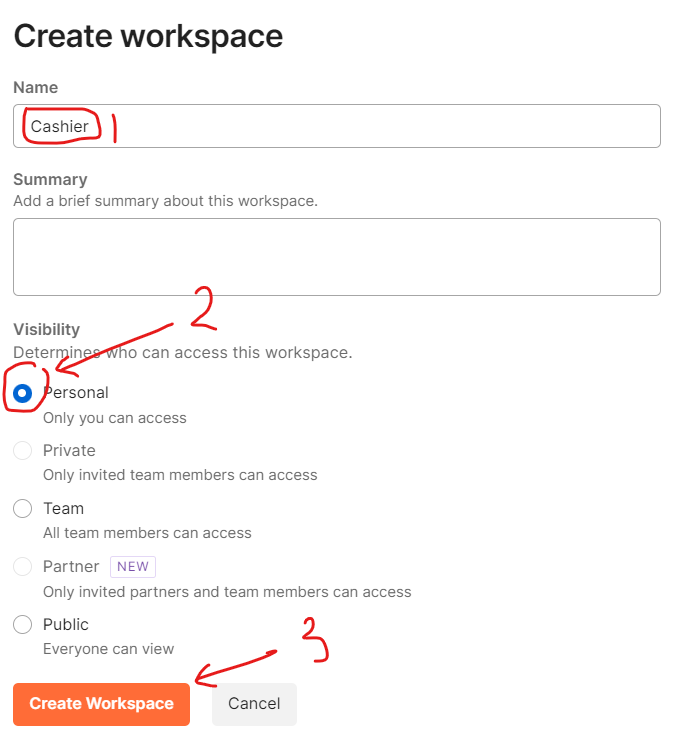 Create workspace
Name
Cashier 1
Summary
Add a brief summary about this workspace.
2
Visibility
Determines who can access this workspace.
Personal
Only you can access
Private
Only invited team members can access
Team
All team members can access
Partner NEW
Only invited partners and team members can access
Public
3
Everyone can view
Create Workspace Cancel